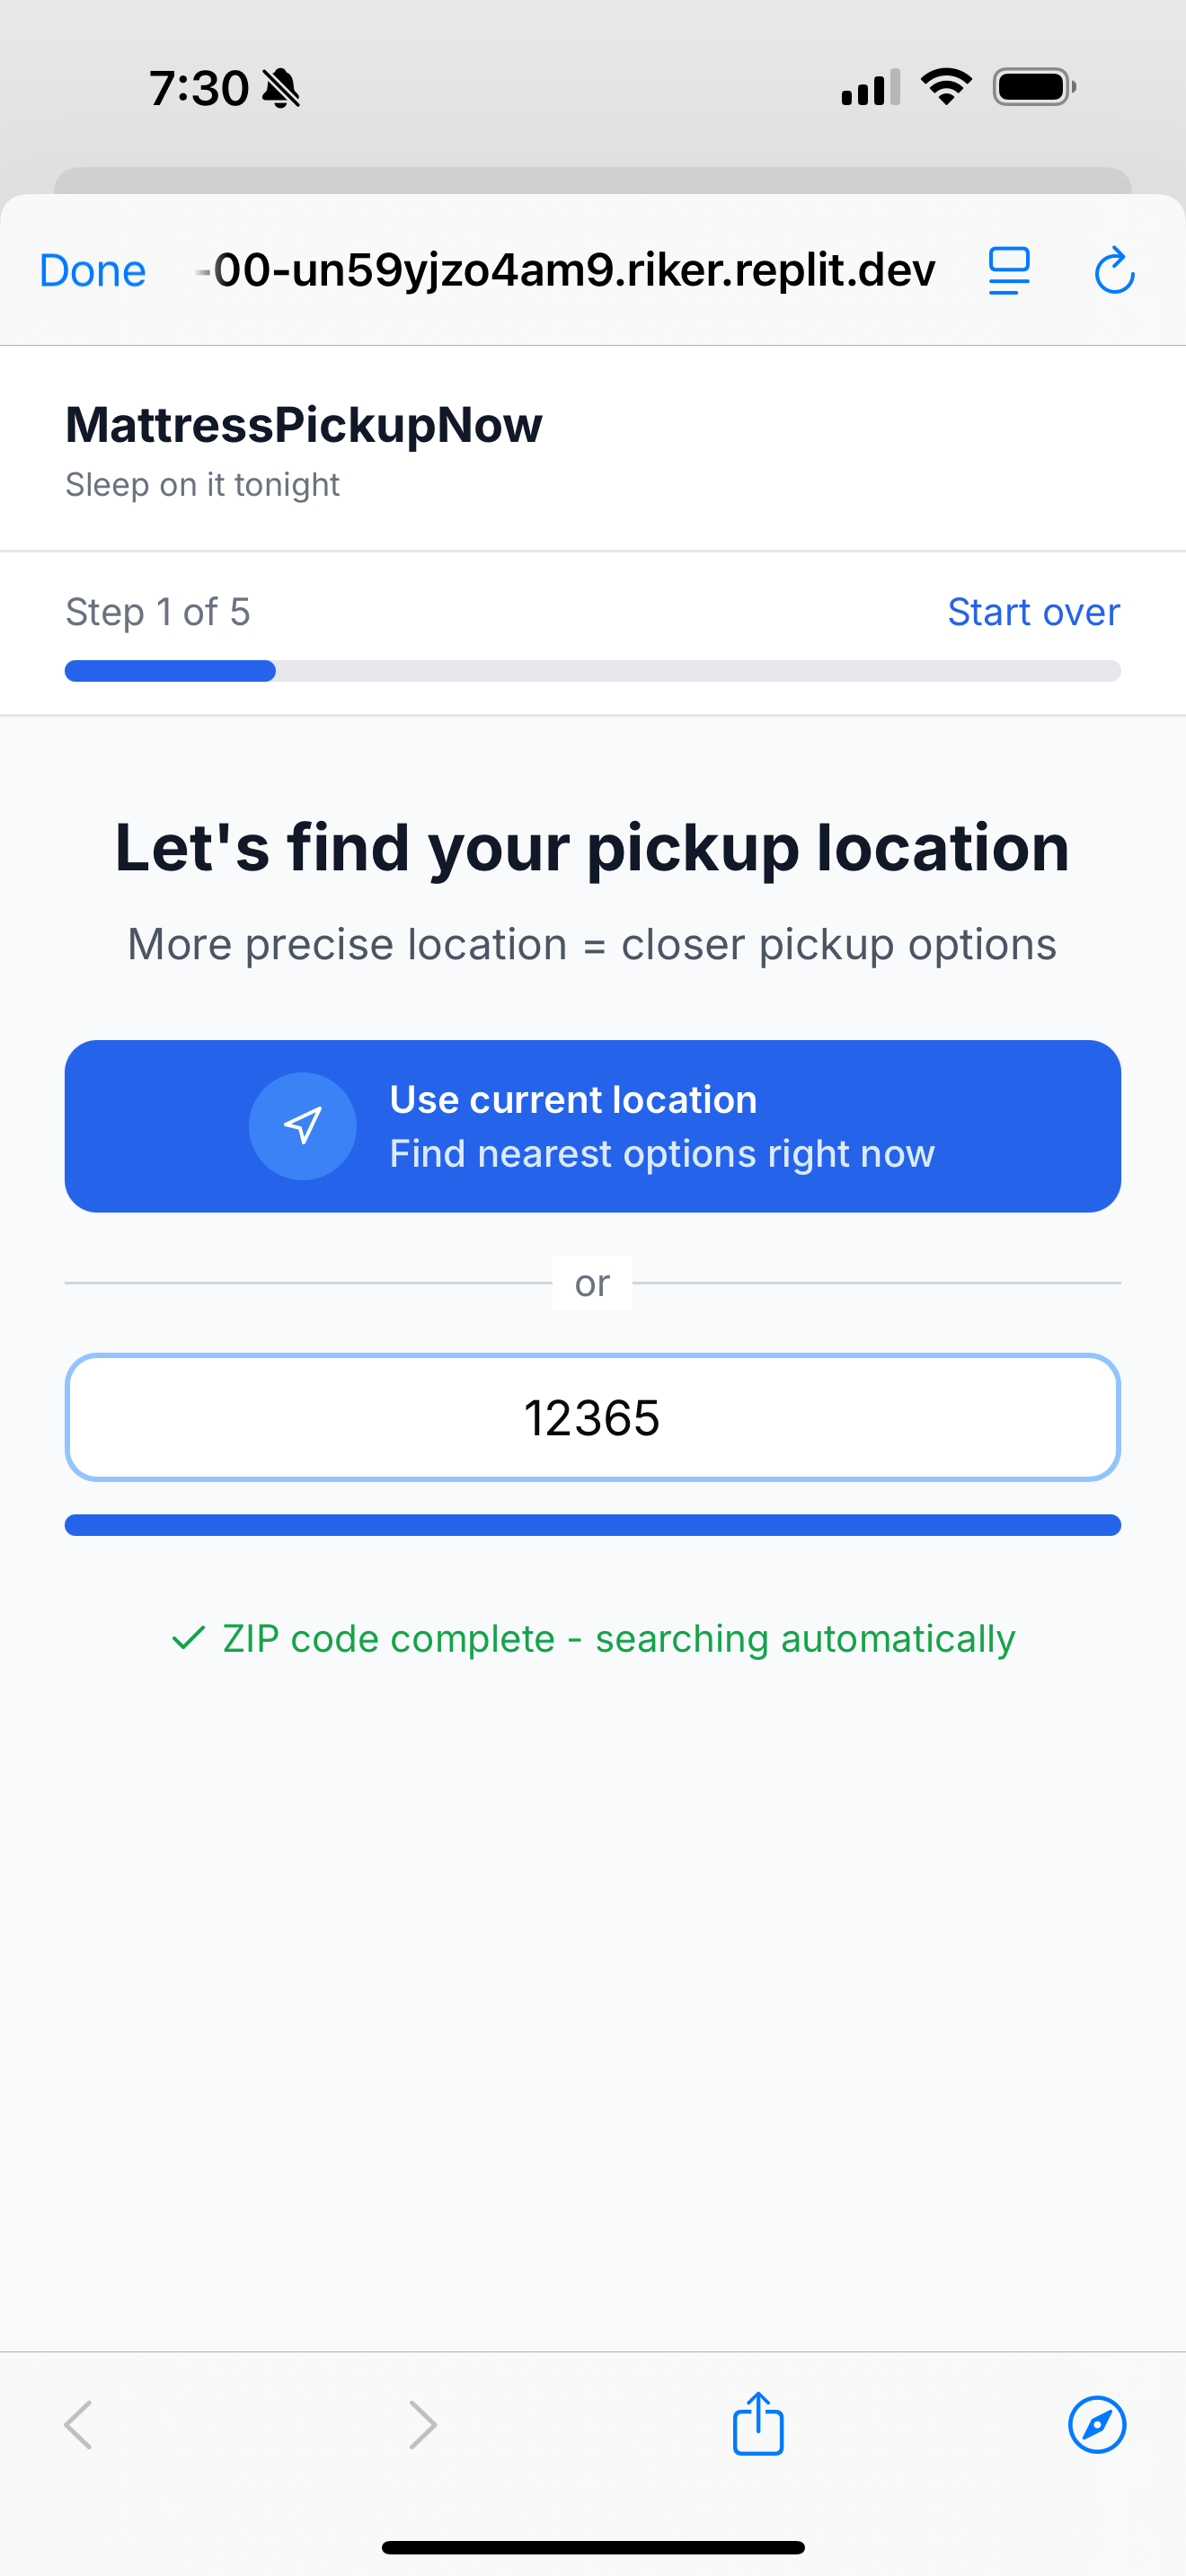 7:30
Done
-00-un59yjzo4am9.riker.replit.dev
MattressPickupNow
Sleep on it tonight
Step 1 of 5
Start over
Let's find your pickup location
More precise location = closer pickup options
Use current location
Find nearest options right now
or
12365
ZIP code complete - searching automatically